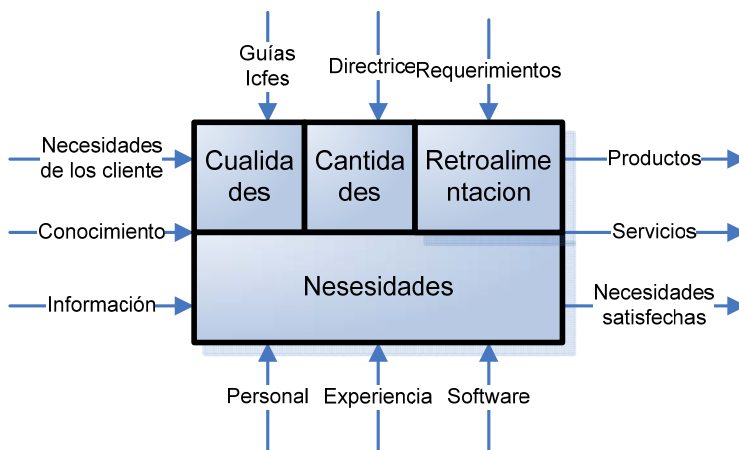 Guías
Icfes
Directrice
Requerimientos
Necesidades
de los cliente
Conocimiento
Información
Cualida
des
Cantida
des
Retroalime
ntacion
Nesesidades
Productos
Servicios
Necesidades
satisfechas
Personal
Experiencia
Software